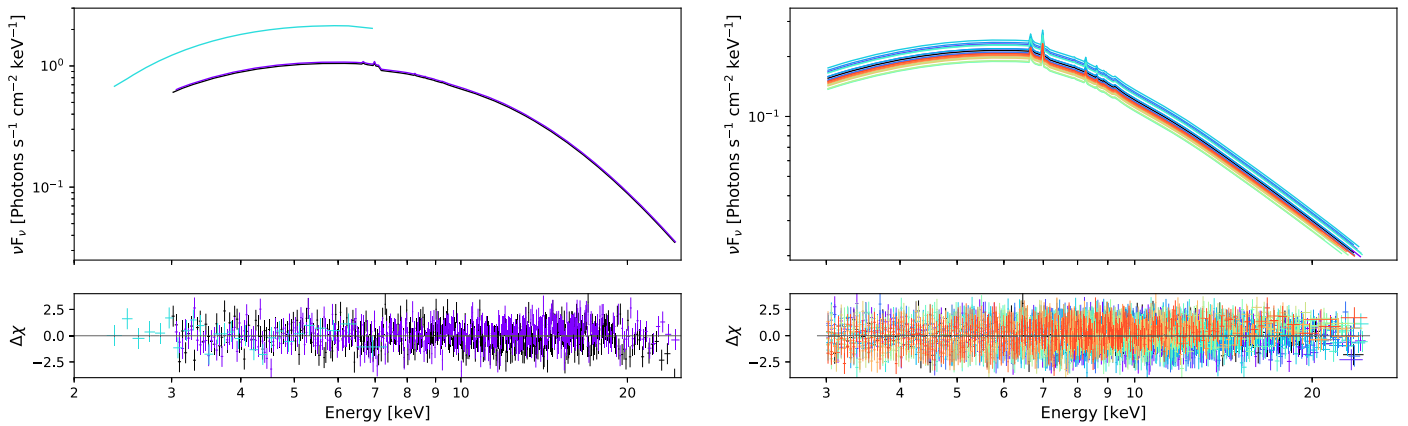 νFν [Photons s⁻¹ cm⁻² keV⁻¹]
10⁰
10⁻¹
Δχ
2.5
0.0
−2.5
2 3 4 5 6 7 8 9 10 20
Energy [keV]
νFν [Photons s⁻¹ cm⁻² keV⁻¹]
10⁻¹
Δχ
2.5
0.0
−2.5
3 4 5 6 7 8 9 10 20
Energy [keV]